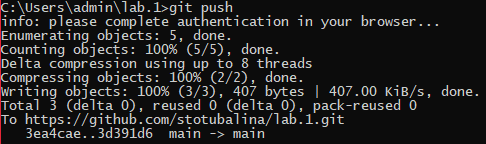 C:\Users\admin\lab.1>git push
info: please complete authentication in your browser...
Enumerating objects: 5, done.
Counting objects: 100% (5/5), done.
Delta compression using up to 8 threads
Compressing objects: 100% (2/2), done.
Writing objects: 100% (3/3), 407 bytes | 407.00 KiB/s, done.
Total 3 (delta 0), reused 0 (delta 0), pack-reused 0
To https://github.com/stotubalina/lab.1.git
   3ea4cae..3d391d6  main -> main